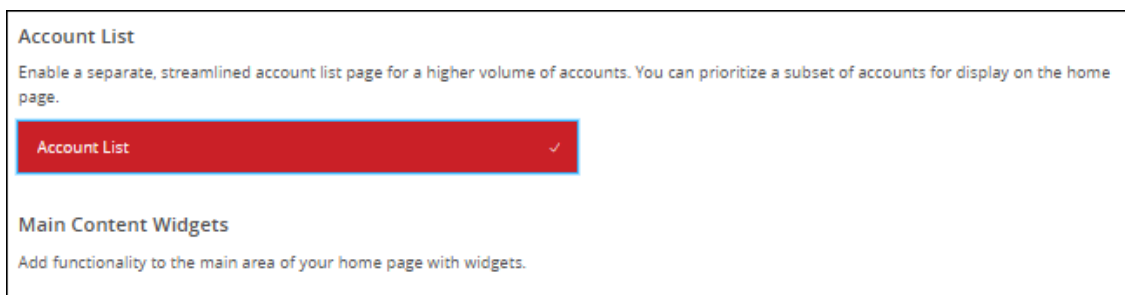 Account List
Enable a separate, streamlined account list page for a higher volume of accounts. You can prioritize a subset of accounts for display on the home
page.
Account List
Main Content Widgets
Add functionality to the main area of your home page with widgets.